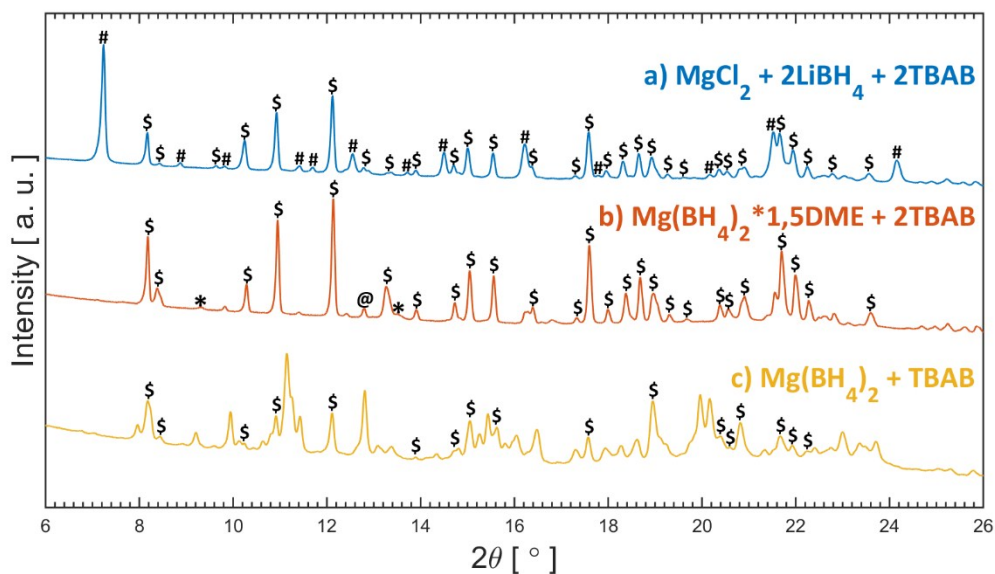 a) MgCl₂ + 2LiBH₄ + 2TBAB
# $ $ # $ # $ $ # # $ # $ $ # $ # $ $ $ # $ $ $ # $ $ $ $ $ $ # $ $ $ # $ $ $ $ $ #
b) Mg(BH₄)₂*1,5DME + 2TBAB
$ $ * $ $ $ @ $ * $ $ $ $ $ $ $ $ $ $ $ $ $ $ $ $ $ $ $ $
c) Mg(BH₄)₂ + TBAB
$ $ $ $ $ $ $ $ $ $ $ $ $ $ $ $ $
Intensity [ a. u. ]
6 8 10 12 14 16 18 20 22 24 26
2θ [ ° ]